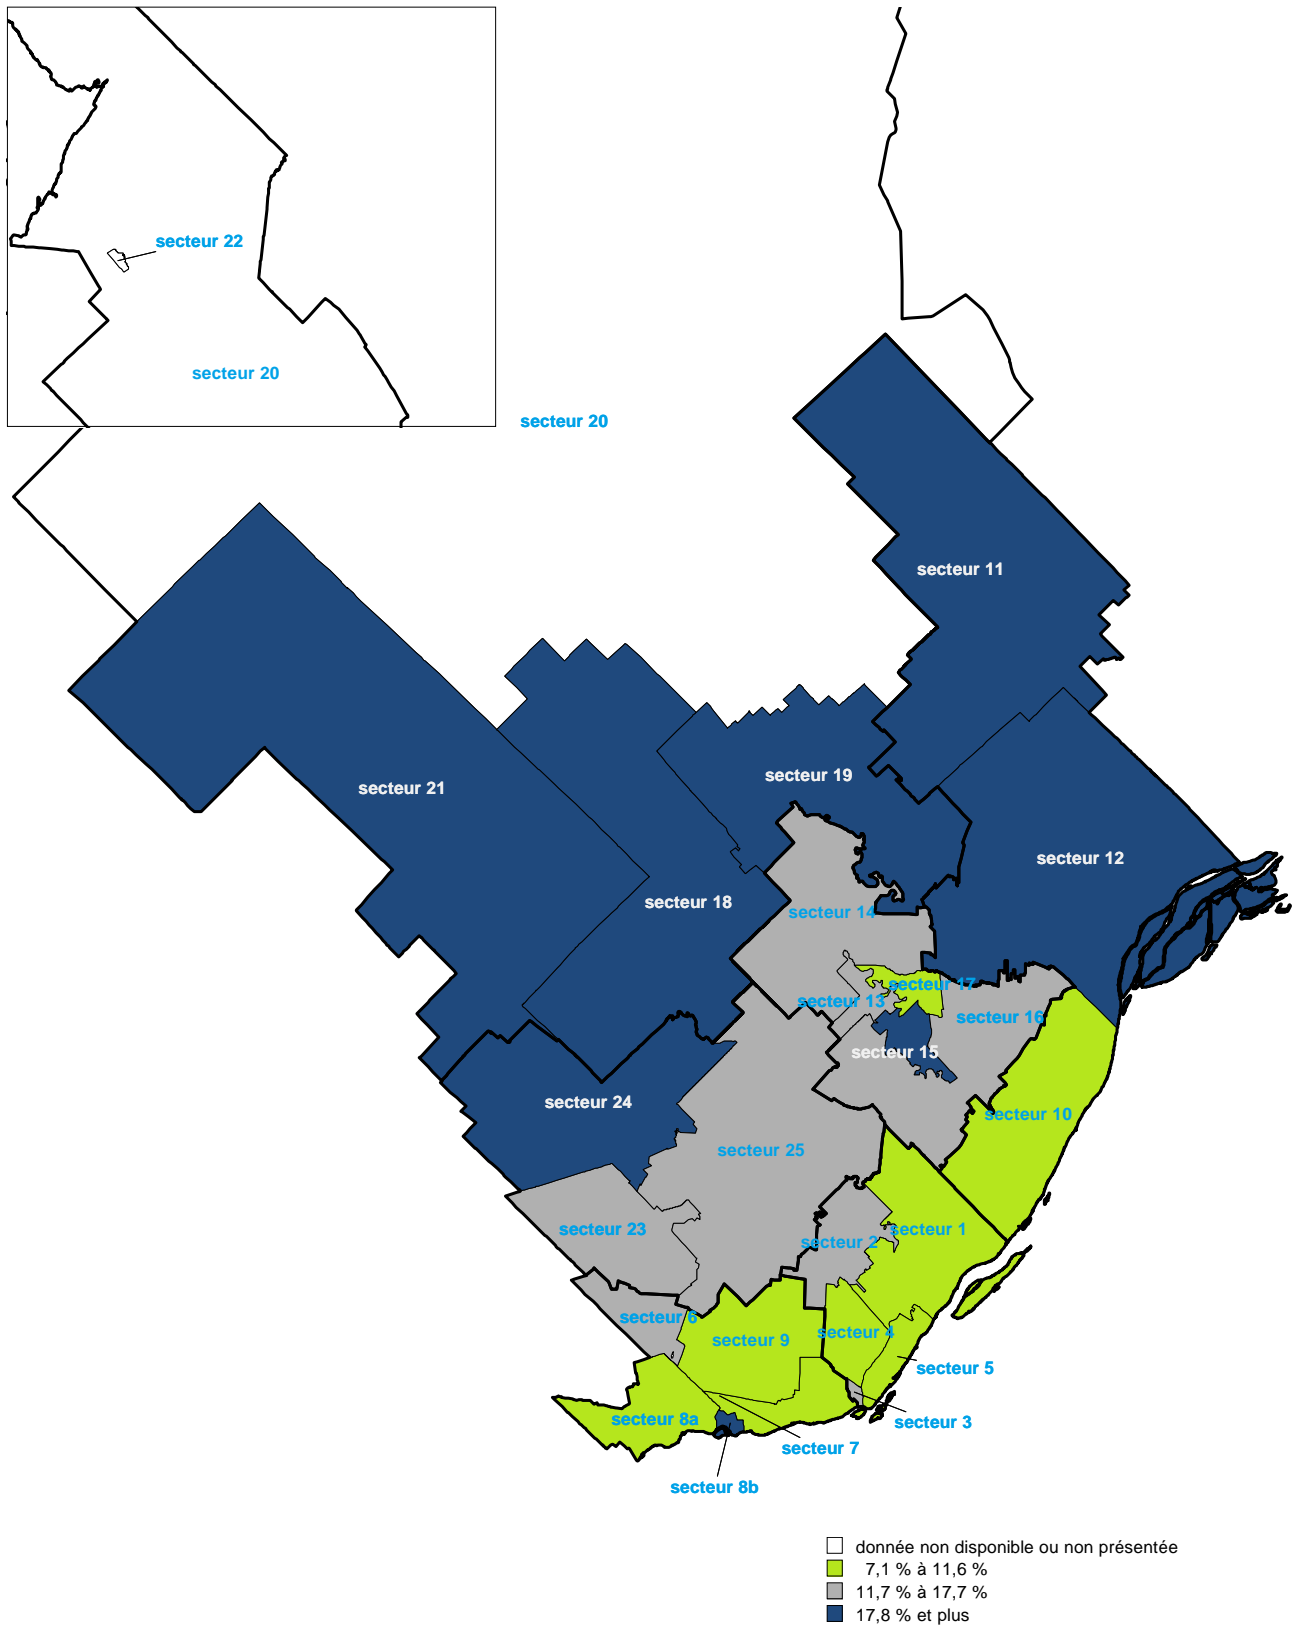 secteur 22
secteur 20
secteur 20
secteur 11
secteur 19
secteur 21
secteur 12
secteur 18
secteur 14
secteur 17
secteur 13
secteur 16
secteur 15
secteur 24
secteur 10
secteur 25
secteur 23
secteur 1
secteur 2
secteur 6
secteur 4
secteur 9
secteur 5
secteur 8a
secteur 3
secteur 7
secteur 8b
donnée non disponible ou non présentée
7,1 % à 11,6 %
11,7 % à 17,7 %
17,8 % et plus